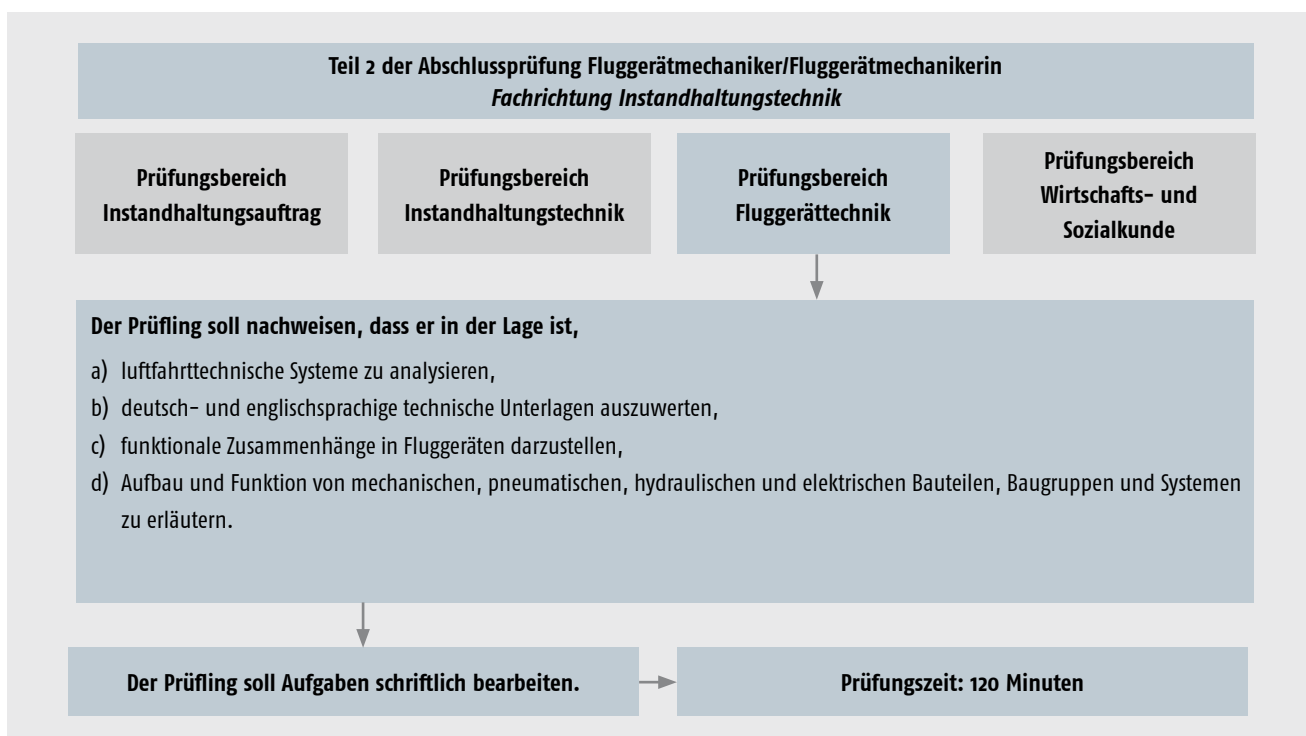 Teil 2 der Abschlussprüfung Fluggerätmechaniker/Fluggerätmechanikerin
Fachrichtung Instandhaltungstechnik
Prüfungsbereich
Instandhaltungsauftrag
Prüfungsbereich
Instandhaltungstechnik
Prüfungsbereich
Fluggerättechnik
Prüfungsbereich
Wirtschafts- und
Sozialkunde
Der Prüfling soll nachweisen, dass er in der Lage ist,
a) luftfahrttechnische Systeme zu analysieren,
b) deutsch- und englischsprachige technische Unterlagen auszuwerten,
c) funktionale Zusammenhänge in Fluggeräten darzustellen,
d) Aufbau und Funktion von mechanischen, pneumatischen, hydraulischen und elektrischen Bauteilen, Baugruppen und Systemen
zu erläutern.
Der Prüfling soll Aufgaben schriftlich bearbeiten.
Prüfungszeit: 120 Minuten